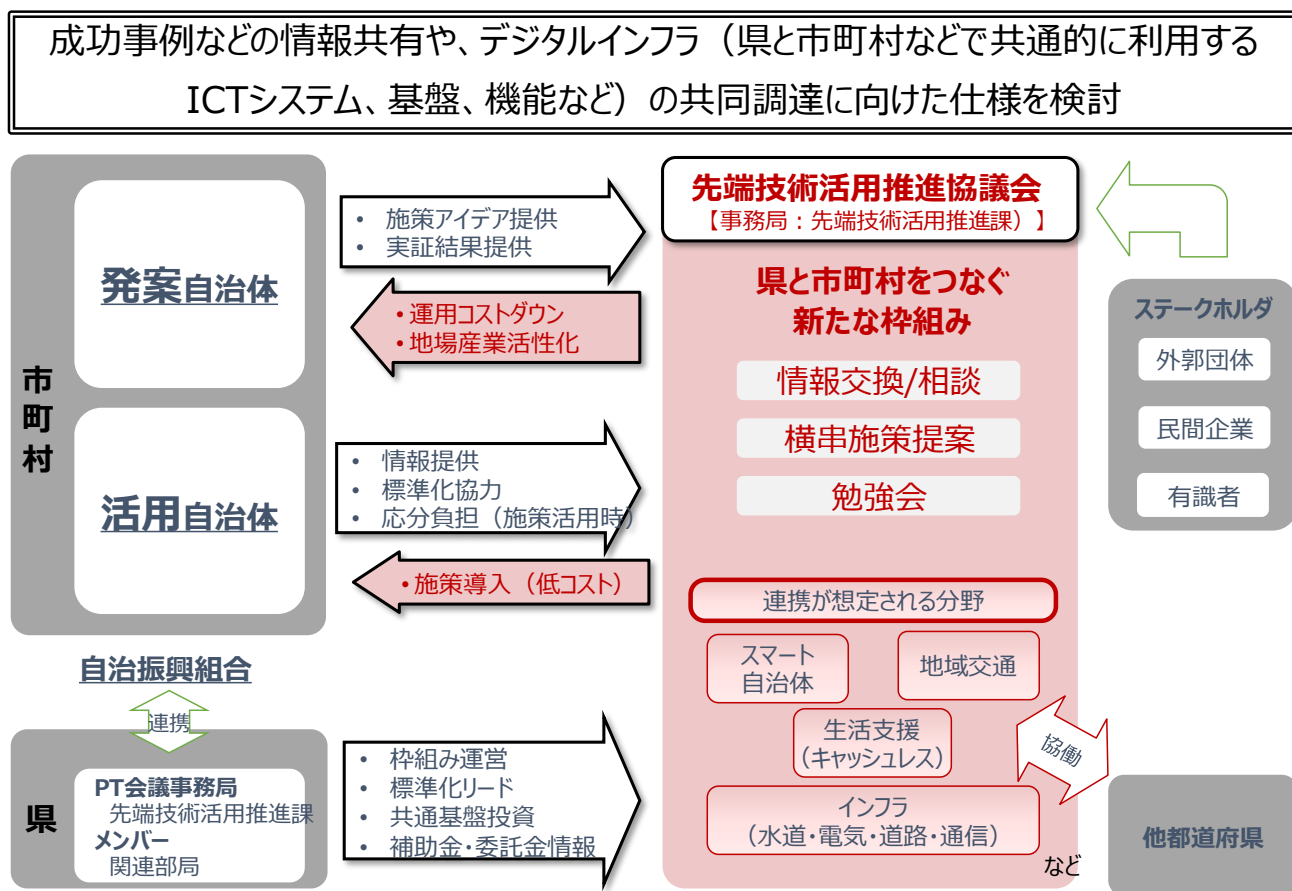 成功事例などの情報共有や、デジタルインフラ（県と市町村などで共通的に利用する
ICTシステム、基盤、機能など）の共同調達に向けた仕様を検討
市町村
発案自治体
活用自治体
• 施策アイデア提供
• 実証結果提供
• 運用コストダウン
• 地場産業活性化
• 情報提供
• 標準化協力
• 応分負担（施策活用時）
• 施策導入（低コスト）
先端技術活用推進協議会
【事務局：先端技術活用推進課）】
県と市町村をつなぐ
新たな枠組み
情報交換/相談
横串施策提案
勉強会
連携が想定される分野
スマート
自治体
地域交通
生活支援
（キャッシュレス）
インフラ
（水道・電気・道路・通信）
など
ステークホルダ
外郭団体
民間企業
有識者
協働
他都道府県
自治振興組合
連携
県
PT会議事務局
先端技術活用推進課
メンバー
関連部局
• 枠組み運営
• 標準化リード
• 共通基盤投資
• 補助金・委託金情報